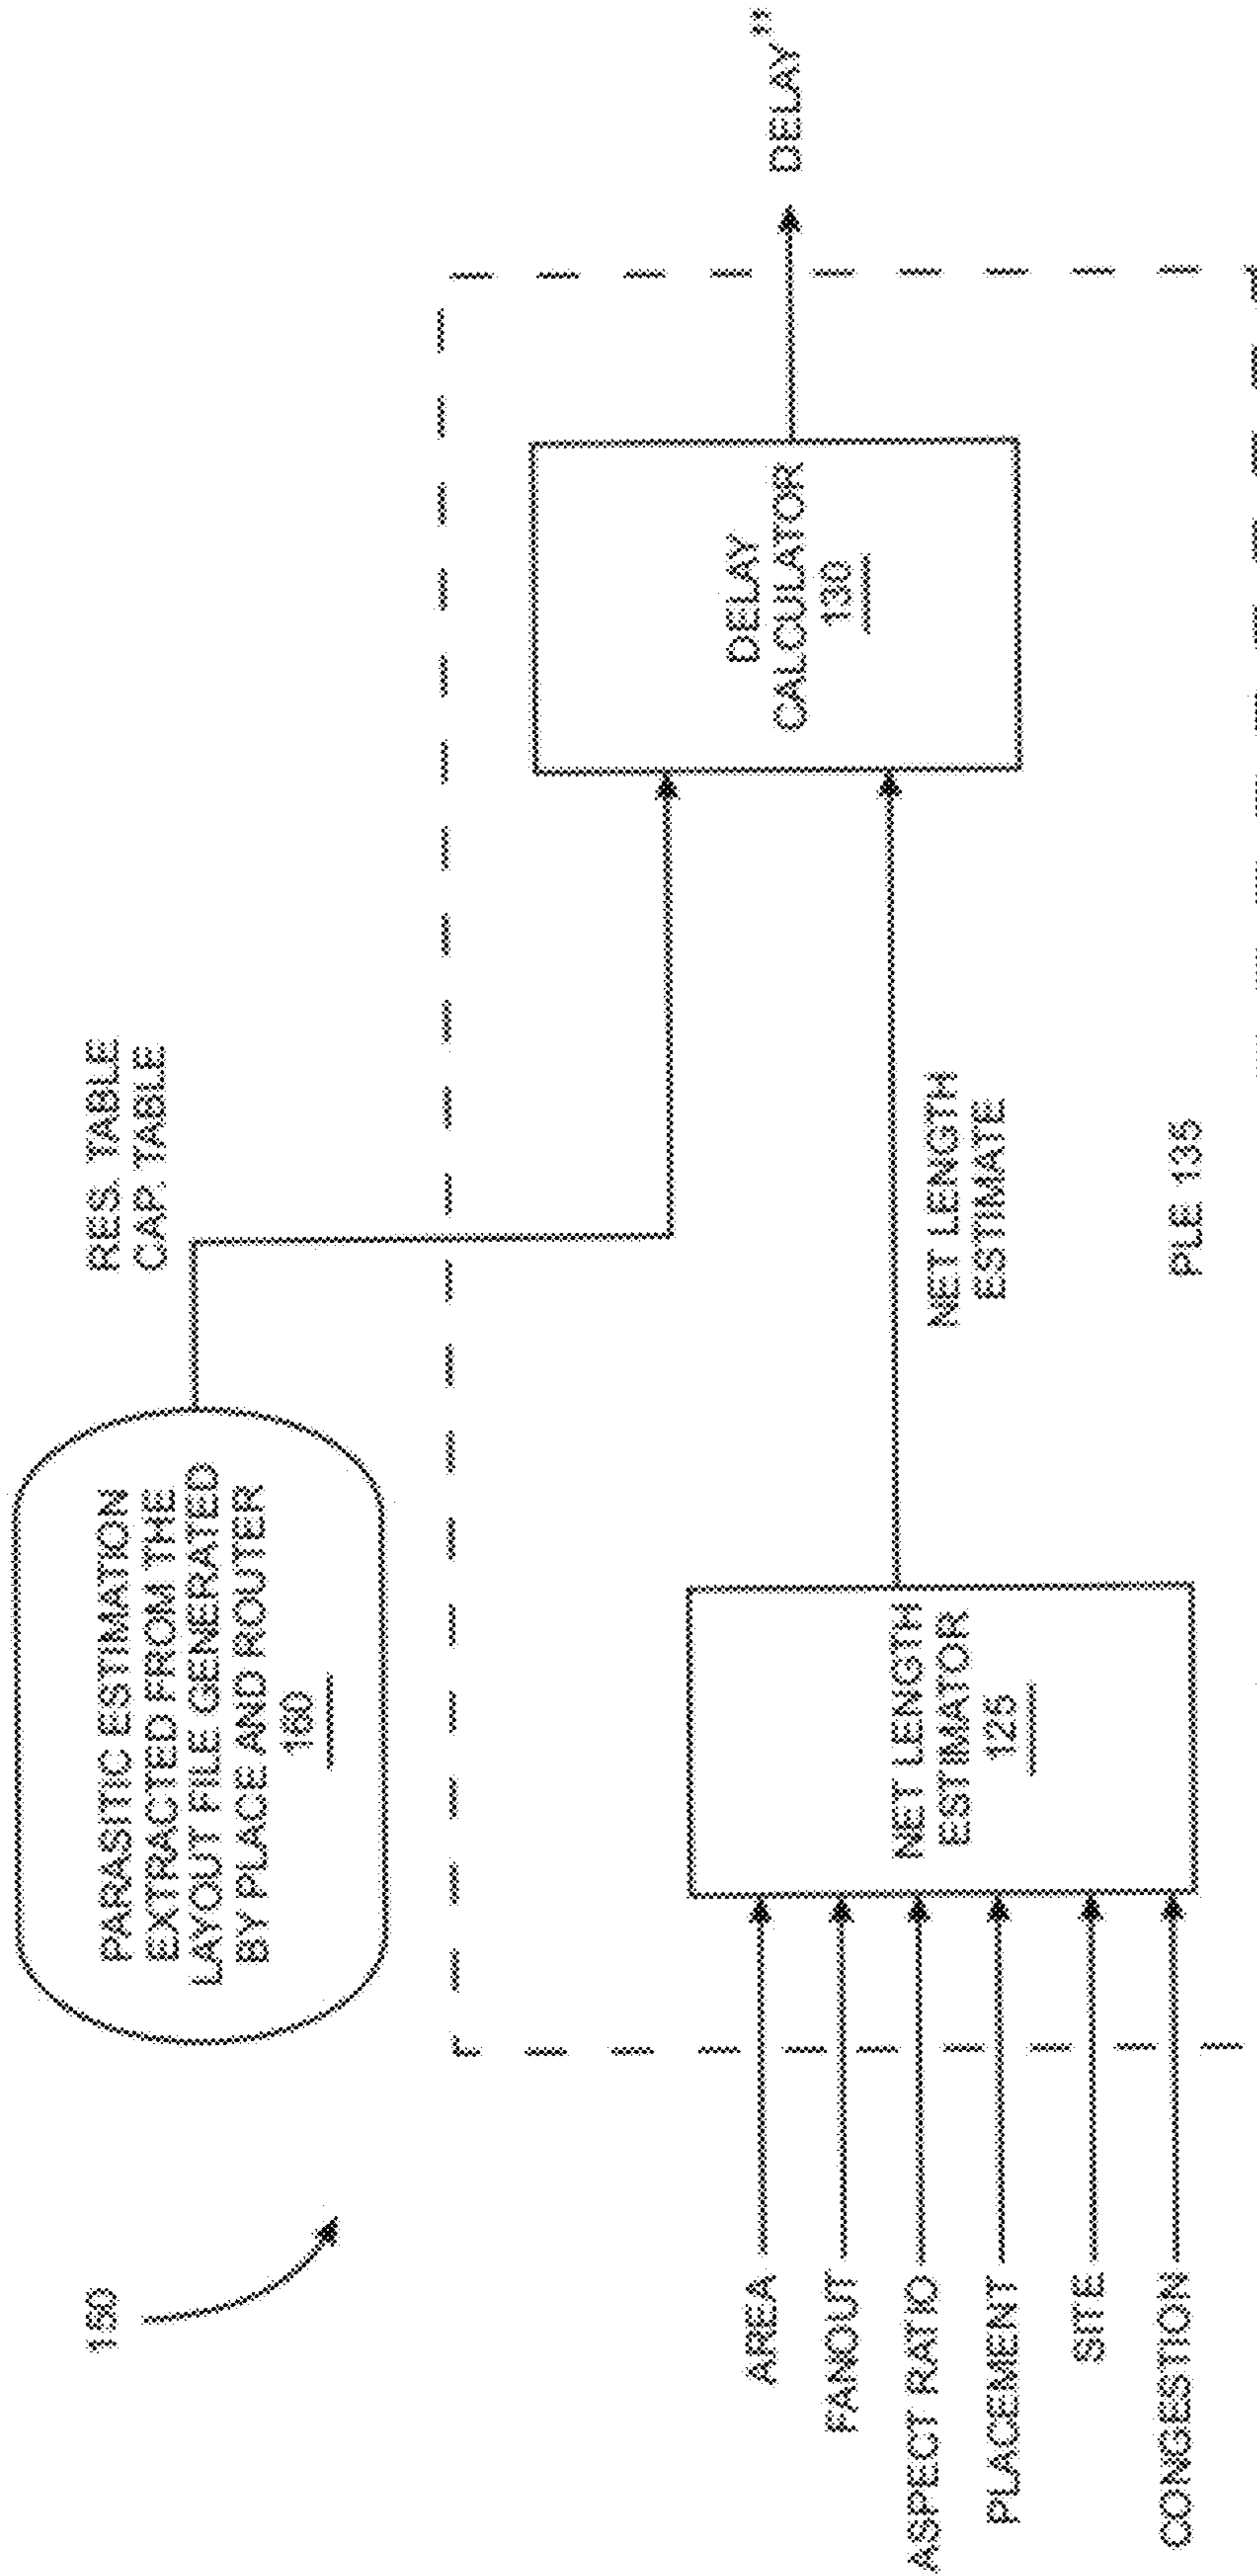 150
PARASITIC ESTIMATION
EXTRACTED FROM THE
LAYOUT FILE GENERATED
BY PLACE AND ROUTER
160
RES. TABLE
CAP. TABLE
AREA
FANOUT
ASPECT RATIO
PLACEMENT
SITE
CONGESTION
NET LENGTH
ESTIMATOR
125
NET LENGTH
ESTIMATE
DELAY
CALCULATOR
130
DELAY"
PLE 135